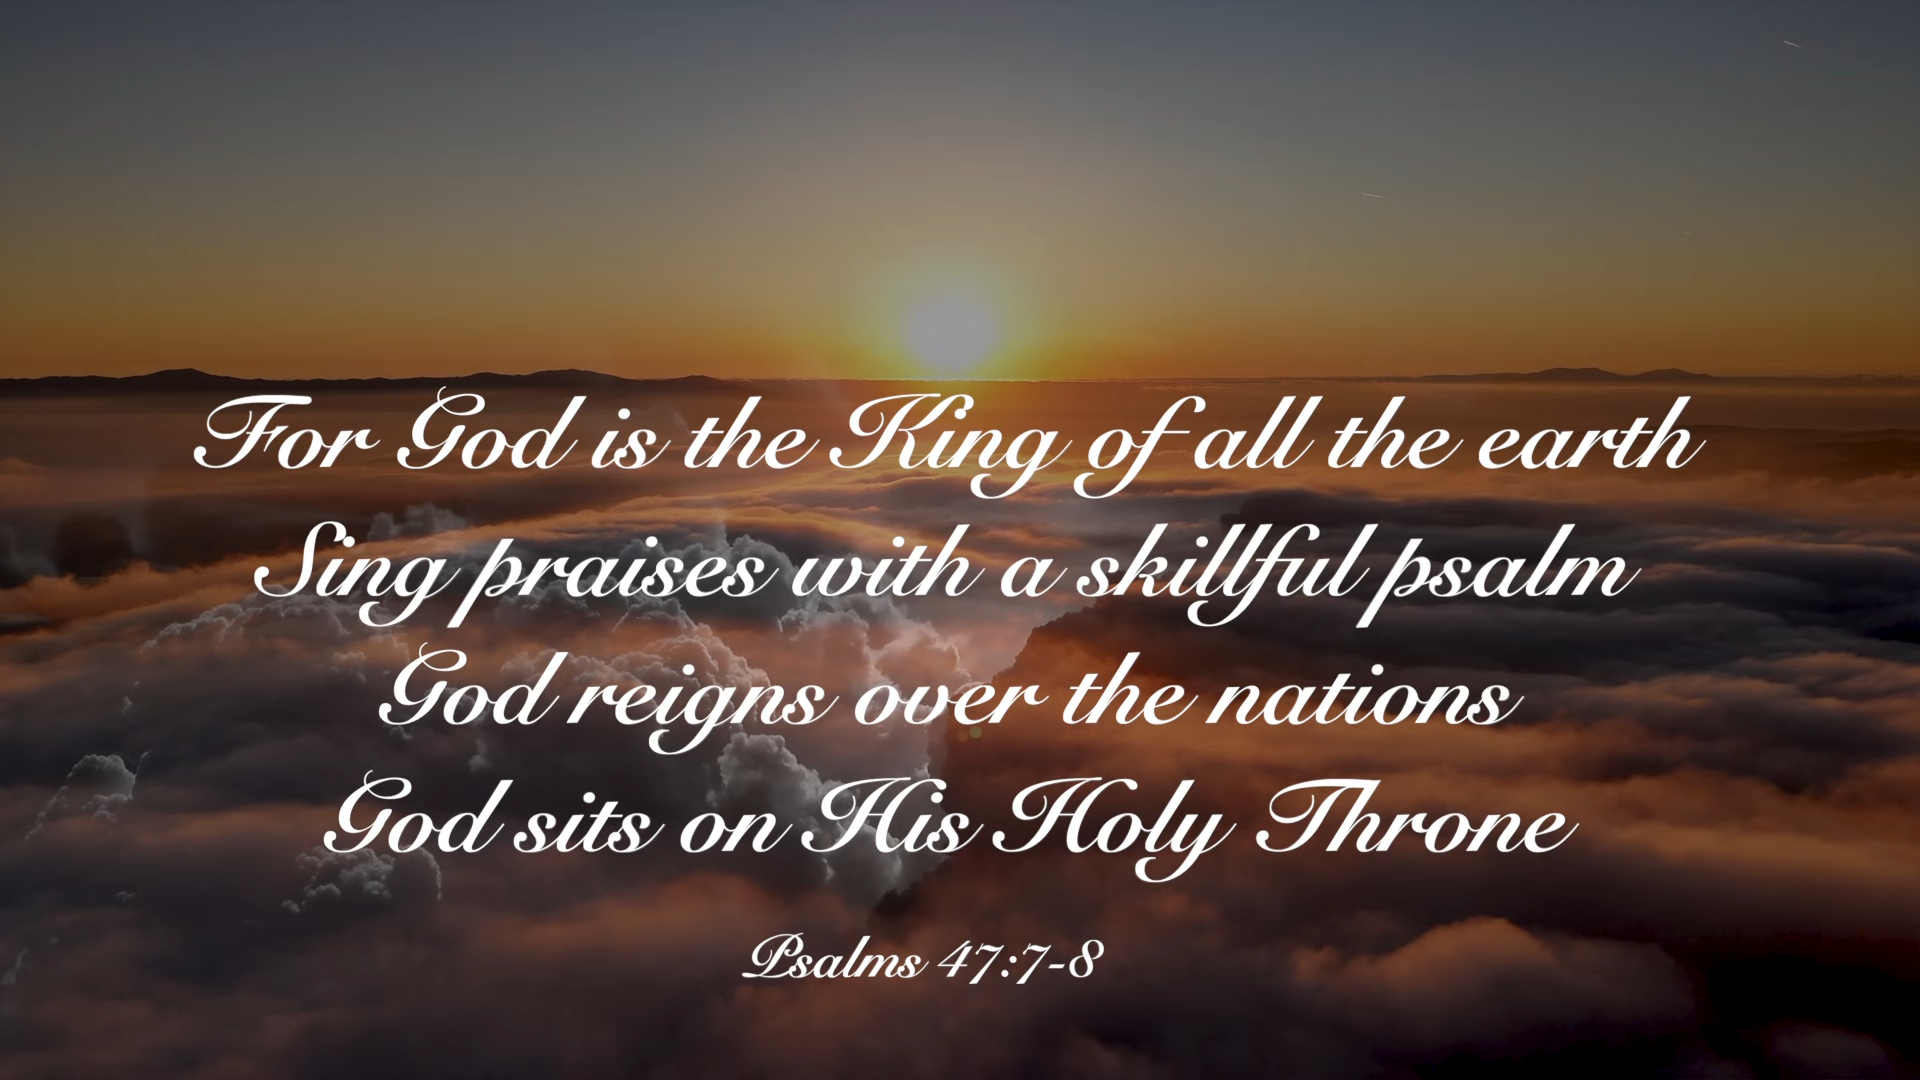 For God is the King of all the earth
Sing praises with a skillful psalm
God reigns over the nations
God sits on His Holy Throne
Psalms 47:7-8